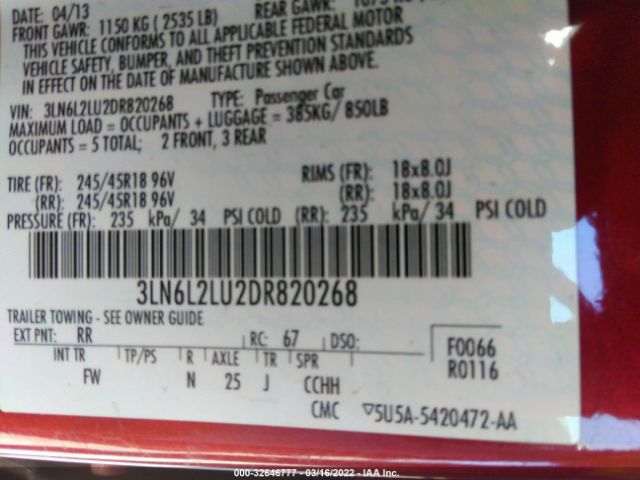 DATE: 04/13
FRONT GAWR: 1150 KG ( 2535 LB) REAR GAWR:
THIS VEHICLE CONFORMS TO ALL APPLICABLE FEDERAL MOTOR
VEHICLE SAFETY, BUMPER, AND THEFT PREVENTION STANDARDS
IN EFFECT ON THE DATE OF MANUFACTURE SHOWN ABOVE.
VIN: 3LN6L2LU2DR820268 TYPE: Passenger Car
MAXIMUM LOAD = OCCUPANTS + LUGGAGE = 385KG/ 850LB
OCCUPANTS = 5 TOTAL; 2 FRONT, 3 REAR
TIRE (FR): 245/45R18 96V RIMS (FR): 18x8.0J
(RR): 245/45R18 96V (RR): 18x8.0J
PRESSURE (FR): 235 kPa/ 34 PSI COLD (RR): 235 kPa/ 34 PSI COLD
3LN6L2LU2DR820268
TRAILER TOWING - SEE OWNER GUIDE
EXT PNT: RR RC: 67 DSO: F0066
INT TR TP/PS R AXLE TR SPR R0116
FW N 25 J CCHH
CMC ▽5U5A-5420472-AA
000-32646777 - 03/16/2022 - IAA Inc.